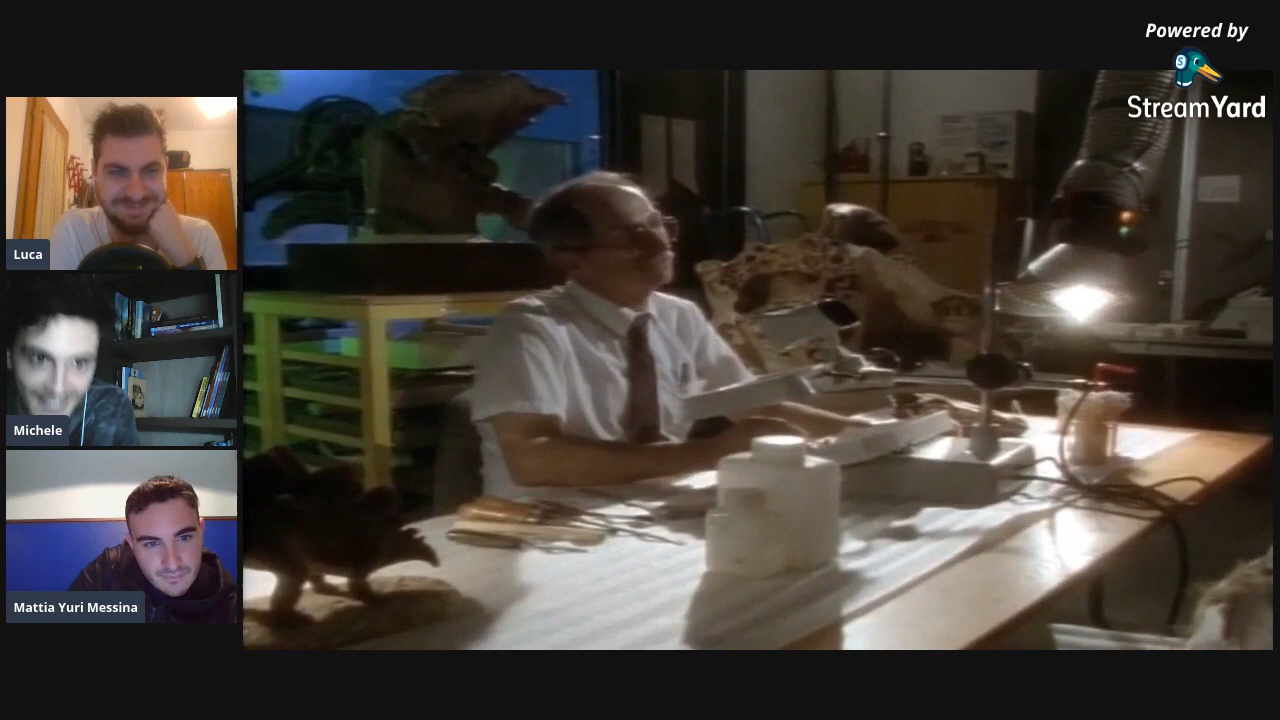 Powered by
StreamYard
Luca
Michele
Mattia Yuri Messina